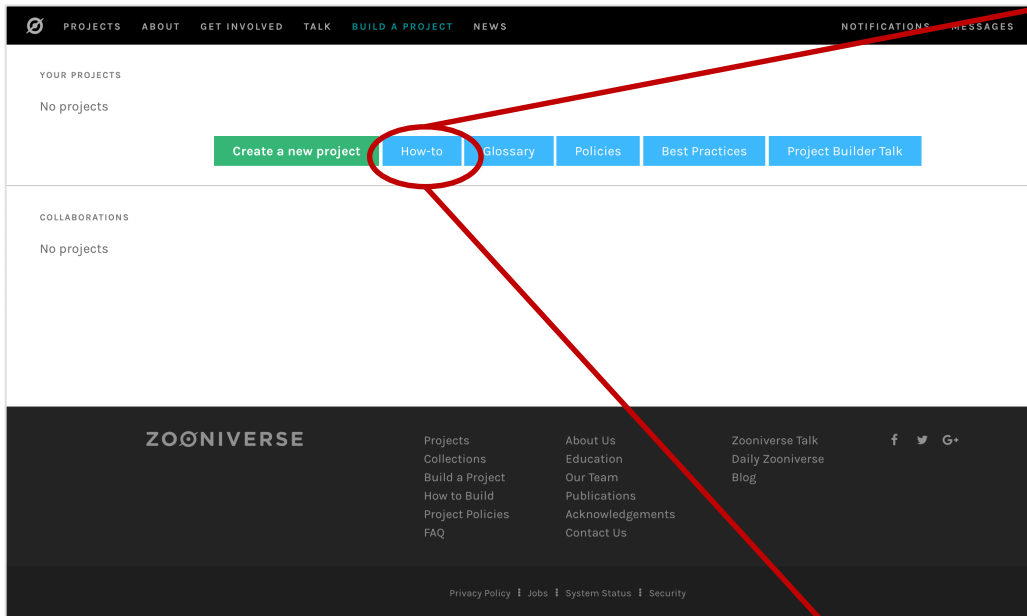 PROJECTS ABOUT GET INVOLVED TALK BUILD A PROJECT NEWS NOTIFICATIONS MESSAGES
YOUR PROJECTS
No projects
Create a new project How-to Glossary Policies Best Practices Project Builder Talk
COLLABORATIONS
No projects
ZOONIVERSE
Projects
Collections
Build a Project
How to Build
Project Policies
FAQ
About Us
Education
Our Team
Publications
Acknowledgements
Contact Us
Zooniverse Talk
Daily Zooniverse
Blog
Privacy Policy Jobs System Status Security